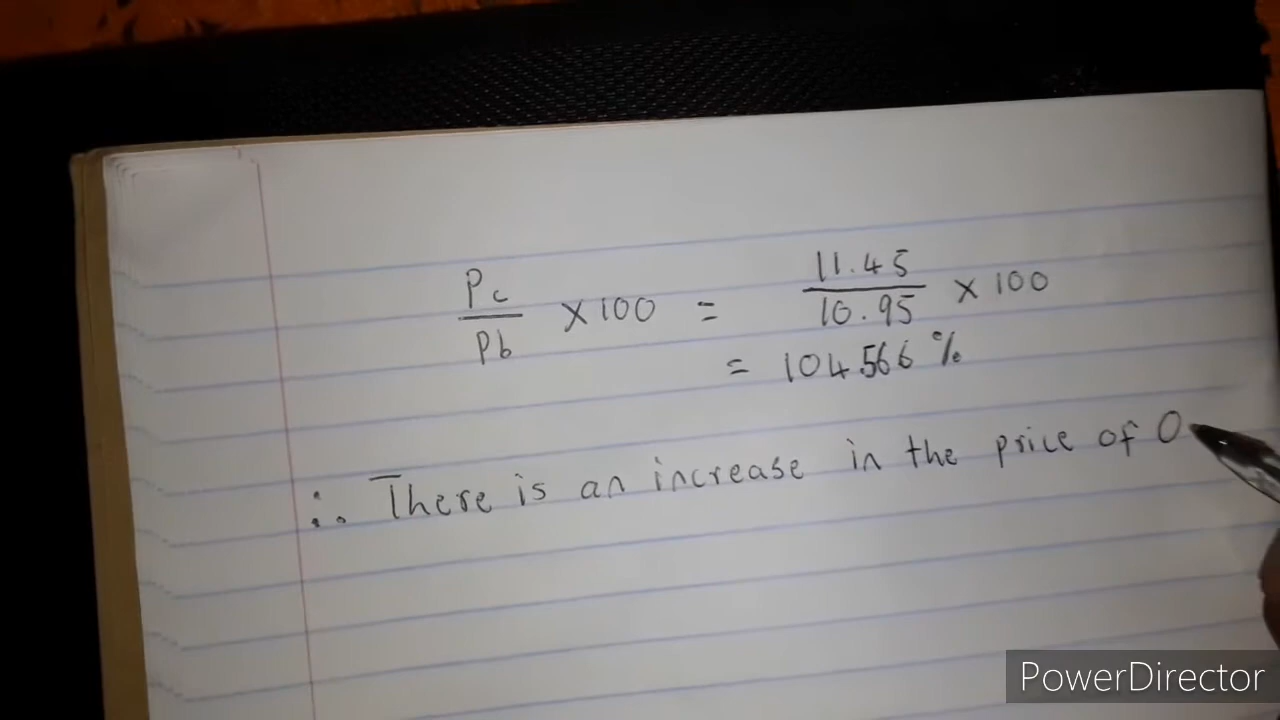 Pc/Pb × 100 = 11.45/10.95 × 100
= 104.566 %
∴ There is an increase in the price of O
PowerDirector